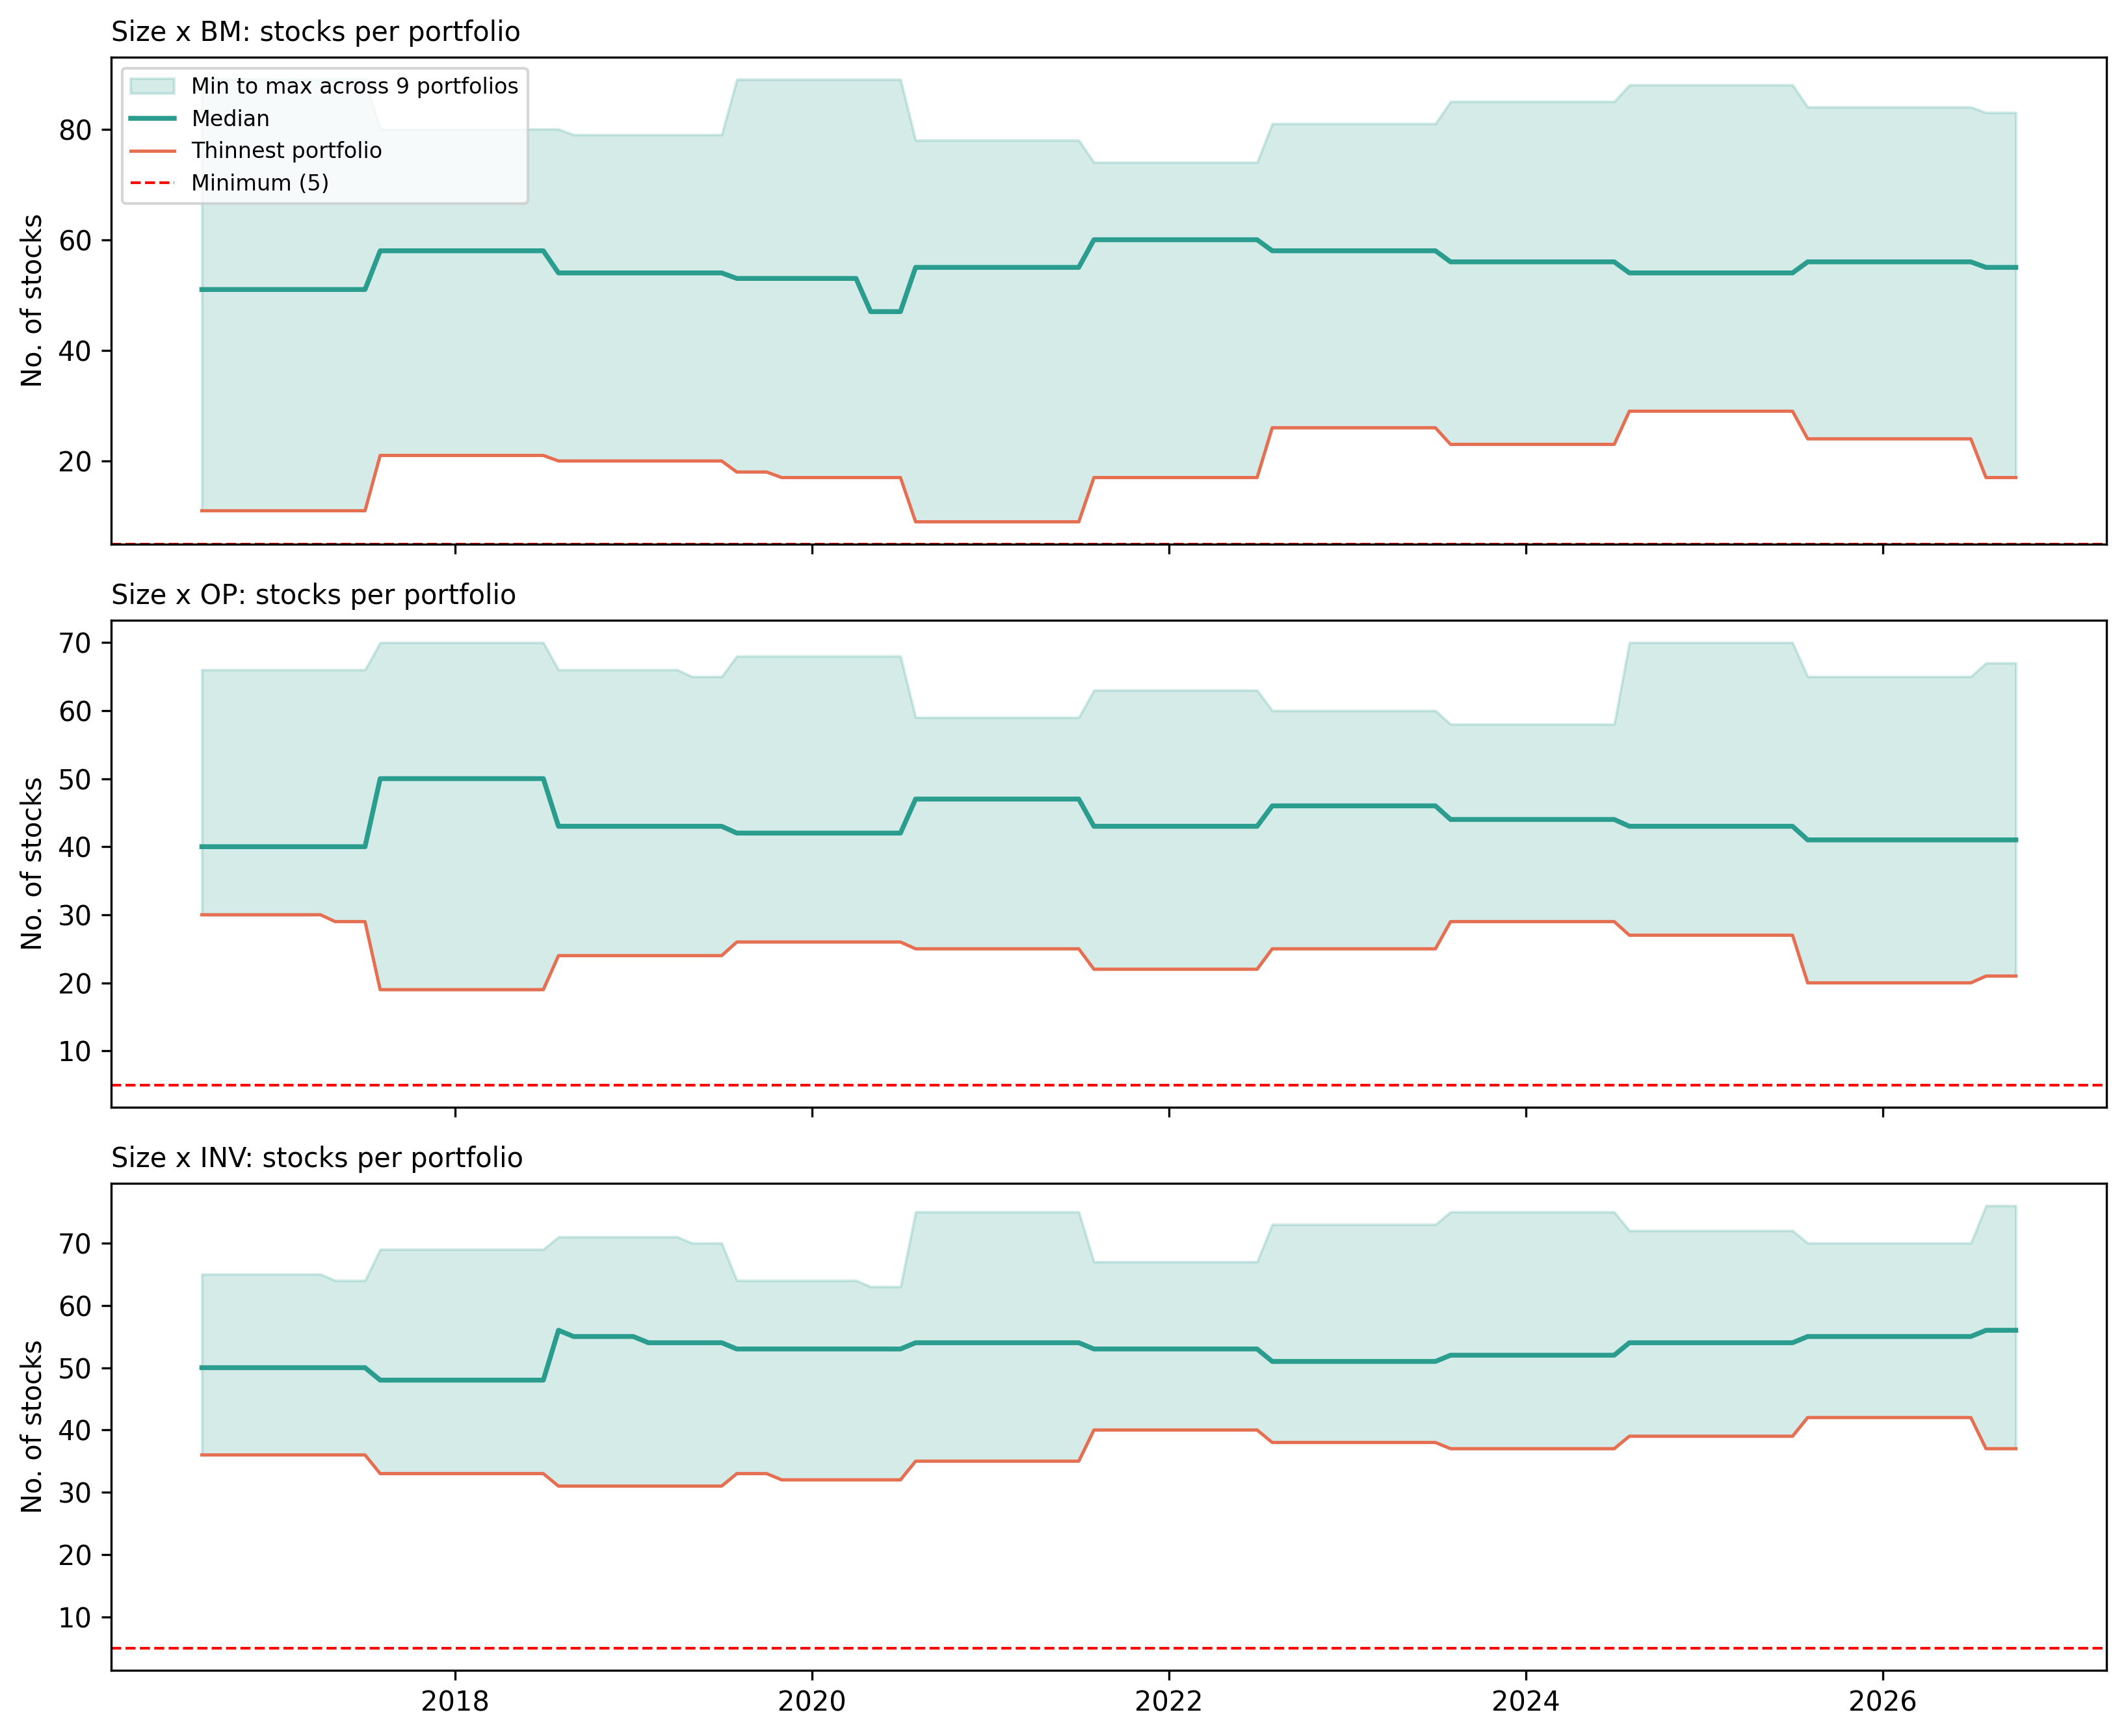 Size x BM: stocks per portfolio
Min to max across 9 portfolios
Median
Thinnest portfolio
Minimum (5)
No. of stocks
80
60
40
20
Size x OP: stocks per portfolio
No. of stocks
70
60
50
40
30
20
10
Size x INV: stocks per portfolio
No. of stocks
70
60
50
40
30
20
10
2018 2020 2022 2024 2026